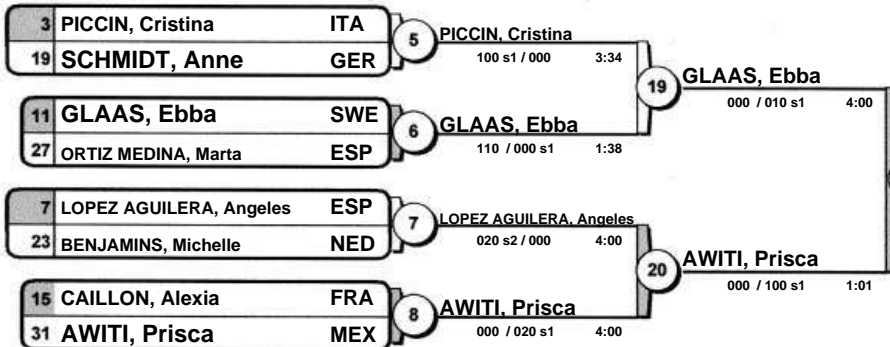 3 PICCIN, Cristina ITA
19 SCHMIDT, Anne GER
5
PICCIN, Cristina
100 s1 / 000 3:34
11 GLAAS, Ebba SWE
27 ORTIZ MEDINA, Marta ESP
6
GLAAS, Ebba
110 / 000 s1 1:38
19
GLAAS, Ebba
000 / 010 s1 4:00
7 LOPEZ AGUILERA, Angeles ESP
23 BENJAMINS, Michelle NED
7
LOPEZ AGUILERA, Angeles
020 s2 / 000 4:00
15 CAILLON, Alexia FRA
31 AWITI, Prisca MEX
8
AWITI, Prisca
000 / 020 s1 4:00
20
AWITI, Prisca
000 / 100 s1 1:01